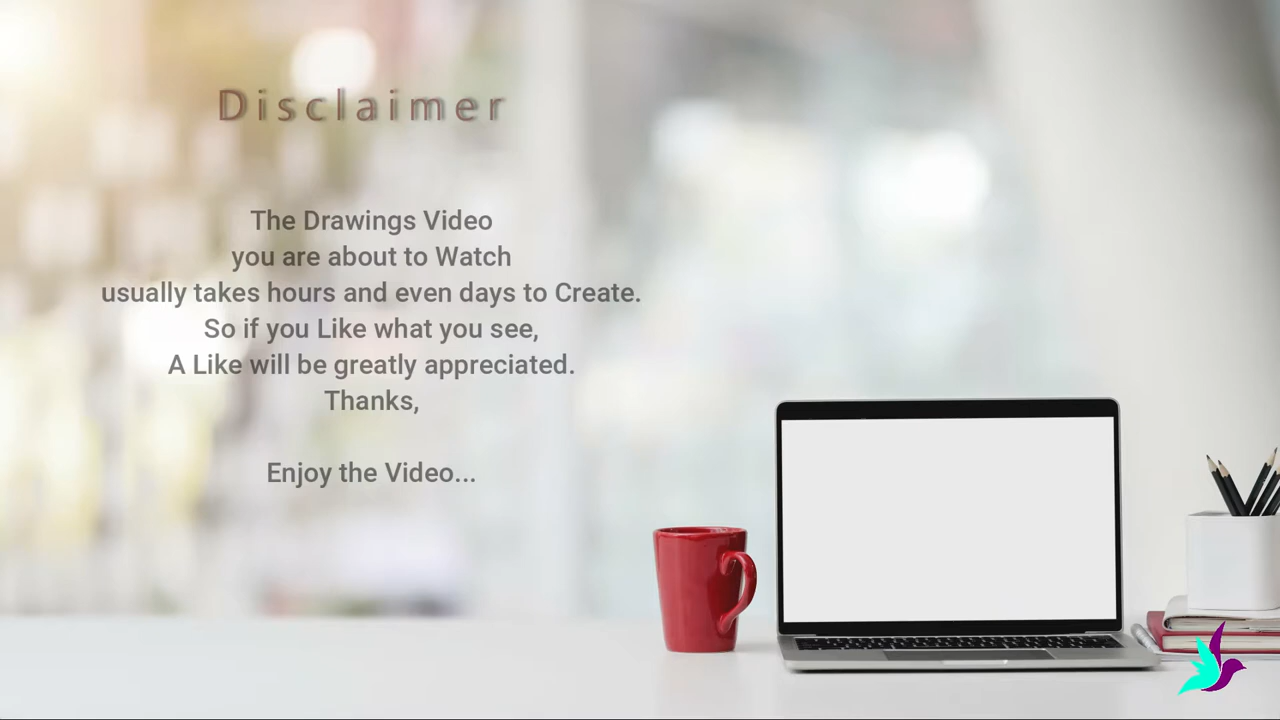 Disclaimer
The Drawings Video
you are about to Watch
usually takes hours and even days to Create.
So if you Like what you see,
A Like will be greatly appreciated.
Thanks,
Enjoy the Video...